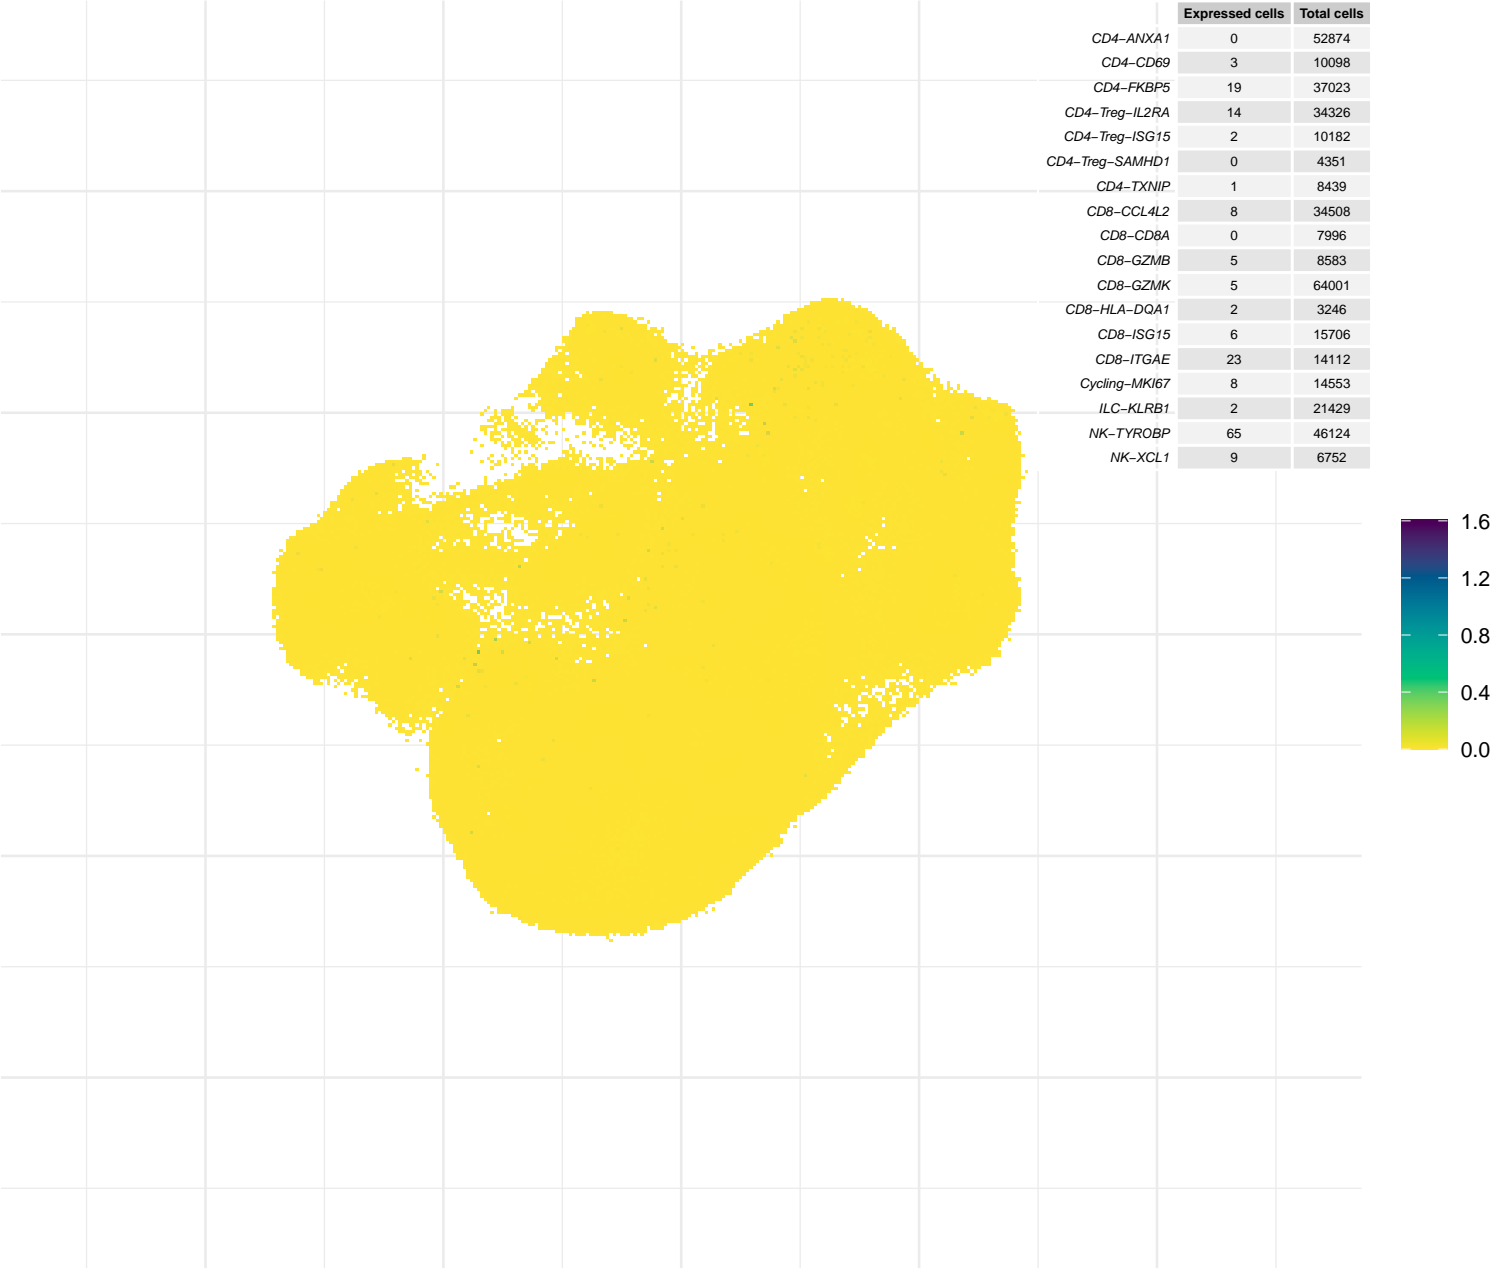 Expressed cells Total cells
CD4−ANXA1 0 52874
CD4−CD69 3 10098
CD4−FKBP5 19 37023
CD4−Treg−IL2RA 14 34326
CD4−Treg−ISG15 2 10182
CD4−Treg−SAMHD1 0 4351
CD4−TXNIP 1 8439
CD8−CCL4L2 8 34508
CD8−CD8A 0 7996
CD8−GZMB 5 8583
CD8−GZMK 5 64001
CD8−HLA−DQA1 2 3246
CD8−ISG15 6 15706
CD8−ITGAE 23 14112
Cycling−MKI67 8 14553
ILC−KLRB1 2 21429
NK−TYROBP 65 46124
NK−XCL1 9 6752
1.6
1.2
0.8
0.4
0.0